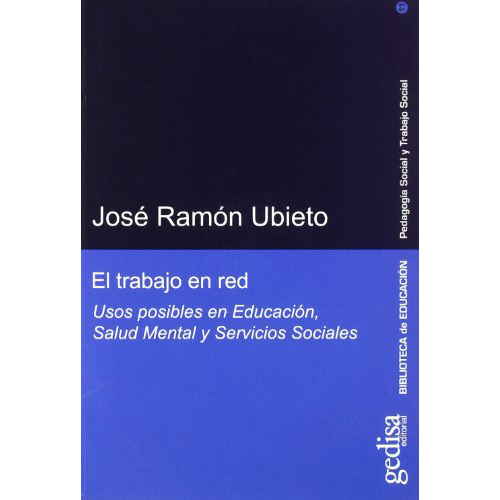 José Ramón Ubieto
El trabajo en red
Usos posibles en Educación,
Salud Mental y Servicios Sociales
gedisa
editorial
BIBLIOTECA de EDUCACIÓN
Pedagogía Social y Trabajo Social